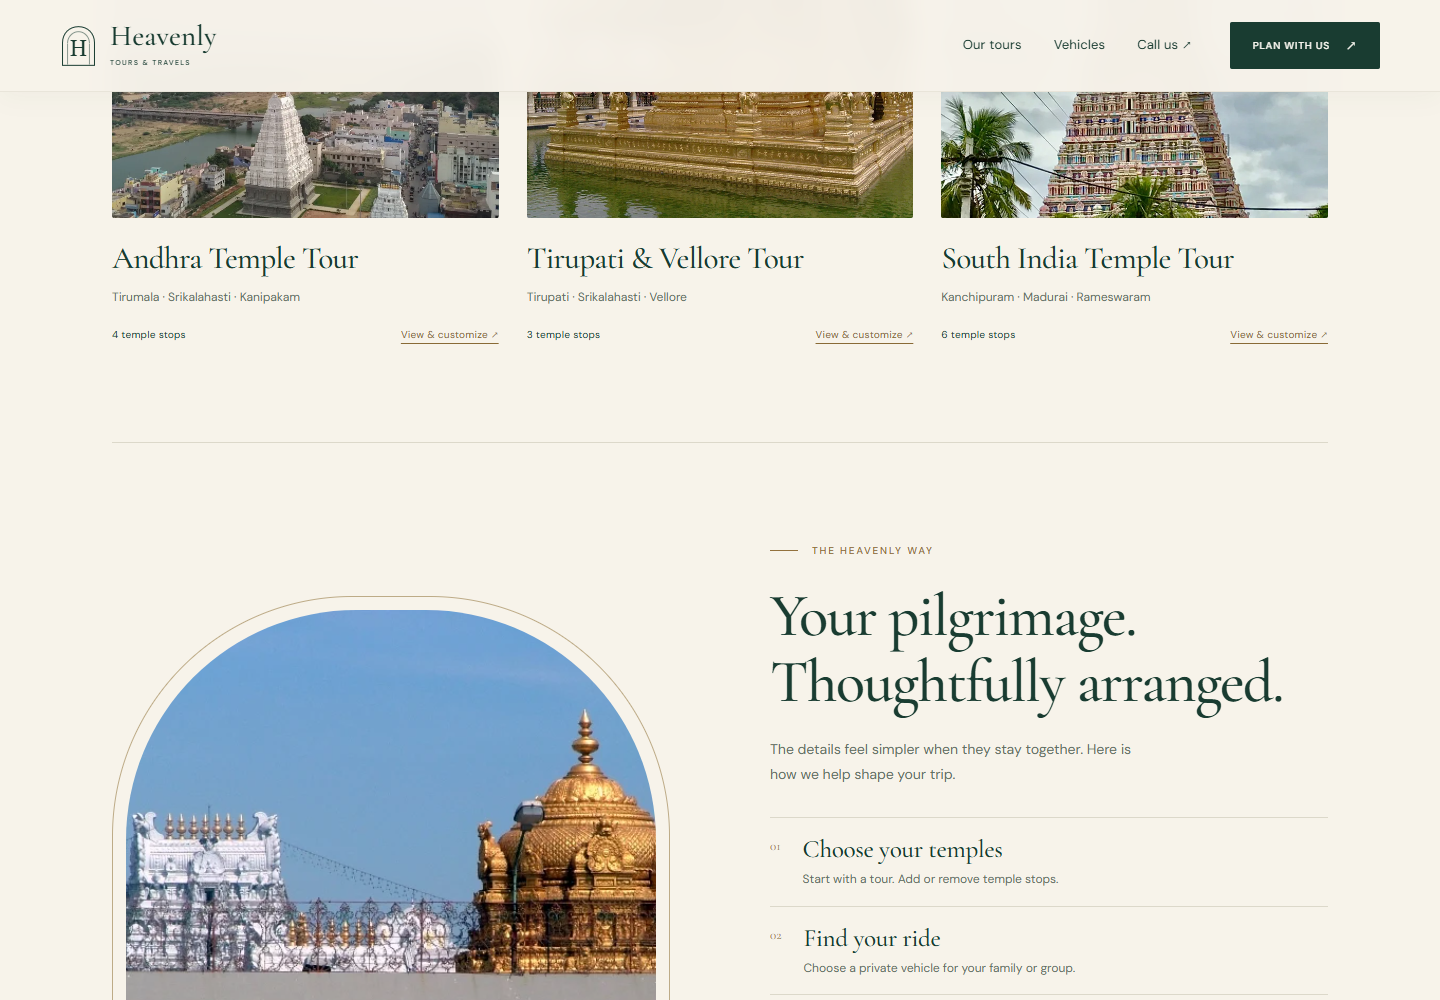 H
Heavenly
TOURS & TRAVELS
Our tours
Vehicles
Call us ↗
PLAN WITH US ↗
Andhra Temple Tour
Tirumala · Srikalahasti · Kanipakam
4 temple stops
View & customize ↗
Tirupati & Vellore Tour
Tirupati · Srikalahasti · Vellore
3 temple stops
View & customize ↗
South India Temple Tour
Kanchipuram · Madurai · Rameswaram
6 temple stops
View & customize ↗
THE HEAVENLY WAY
Your pilgrimage.
Thoughtfully arranged.
The details feel simpler when they stay together. Here is
how we help shape your trip.
01
Choose your temples
Start with a tour. Add or remove temple stops.
02
Find your ride
Choose a private vehicle for your family or group.